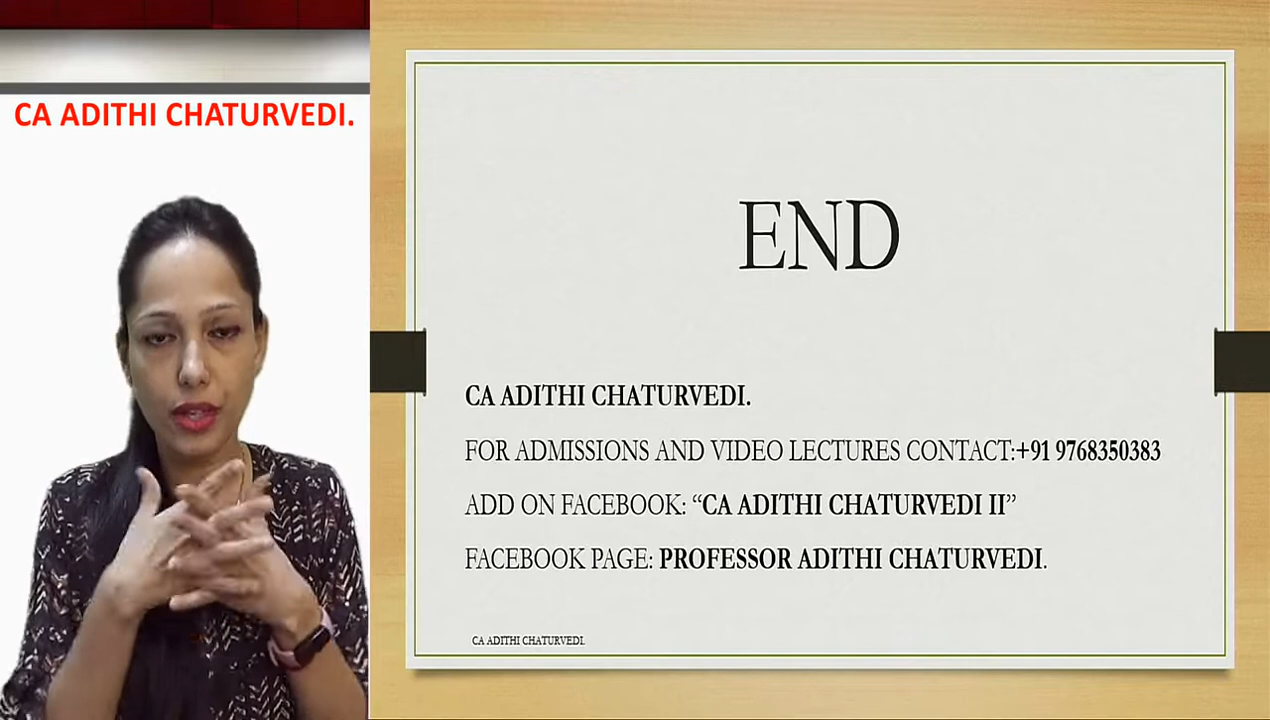 CA ADITHI CHATURVEDI.
END
CA ADITHI CHATURVEDI.
FOR ADMISSIONS AND VIDEO LECTURES CONTACT:+91 9768350383
ADD ON FACEBOOK: “CA ADITHI CHATURVEDI II”
FACEBOOK PAGE: PROFESSOR ADITHI CHATURVEDI.
CA ADITHI CHATURVEDI.